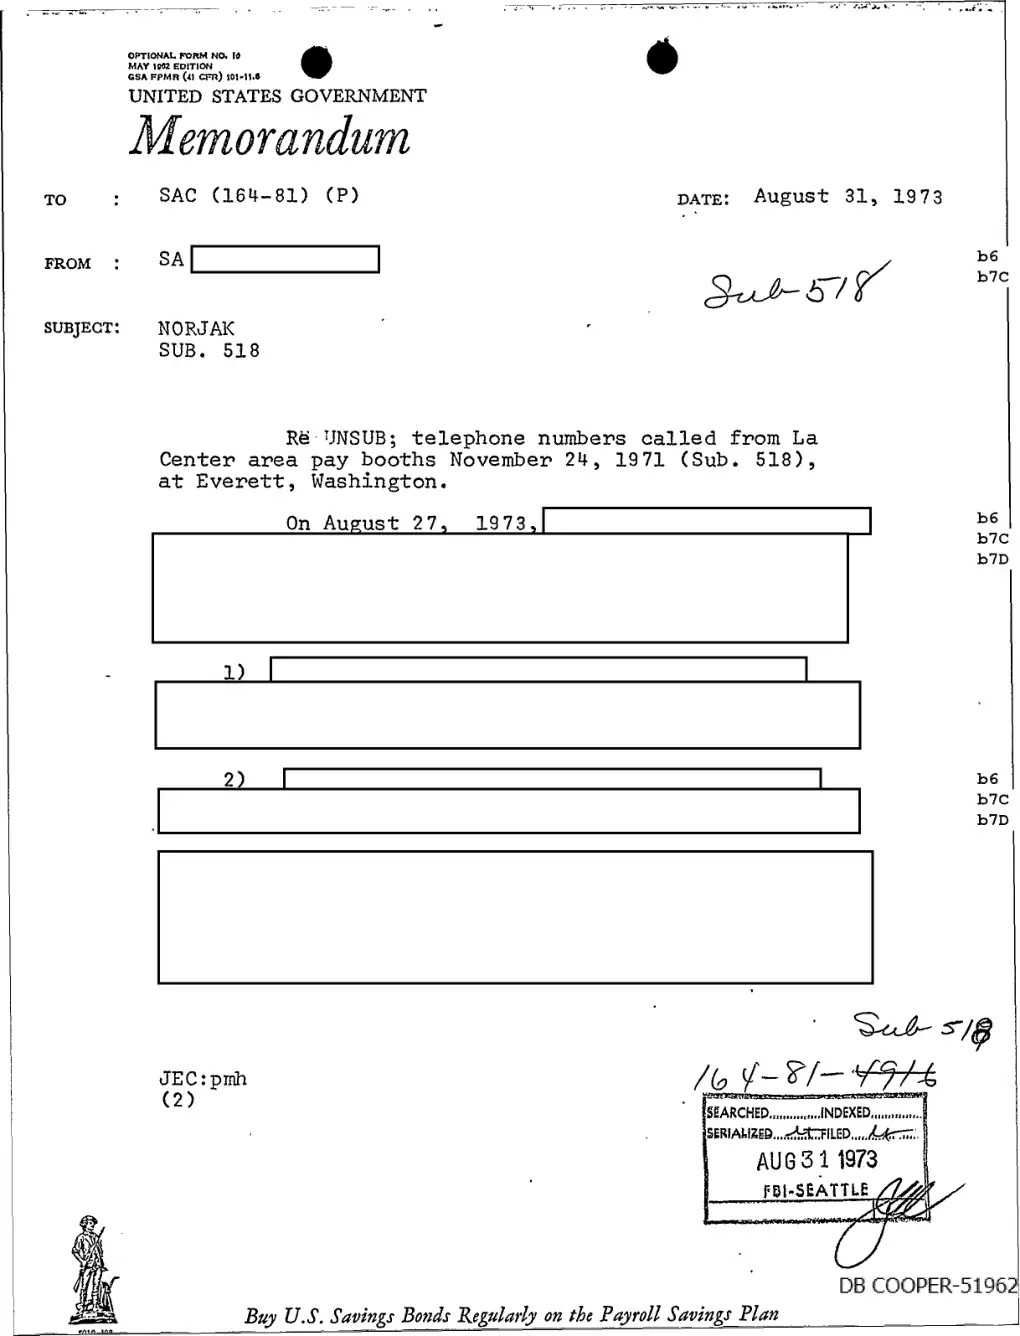 OPTIONAL FORM NO. 10
MAY 1962 EDITION
GSA FPMR (41 CFR) 101-11.6
UNITED STATES GOVERNMENT
Memorandum
TO : SAC (164-81) (P)
DATE: August 31, 1973
FROM : SA
b6
b7C
Sub 518
SUBJECT: NORJAK
SUB. 518
Re UNSUB; telephone numbers called from La
Center area pay booths November 24, 1971 (Sub. 518),
at Everett, Washington.
On August 27, 1973,
b6
b7C
b7D
1)
2)
b6
b7C
b7D
Sub 518
JEC:pmh
(2)
164-81-4916
SEARCHED..............INDEXED..............
SERIALIZED..............FILED..............
AUG 31 1973
FBI-SEATTLE
DB COOPER-51962
Buy U.S. Savings Bonds Regularly on the Payroll Savings Plan